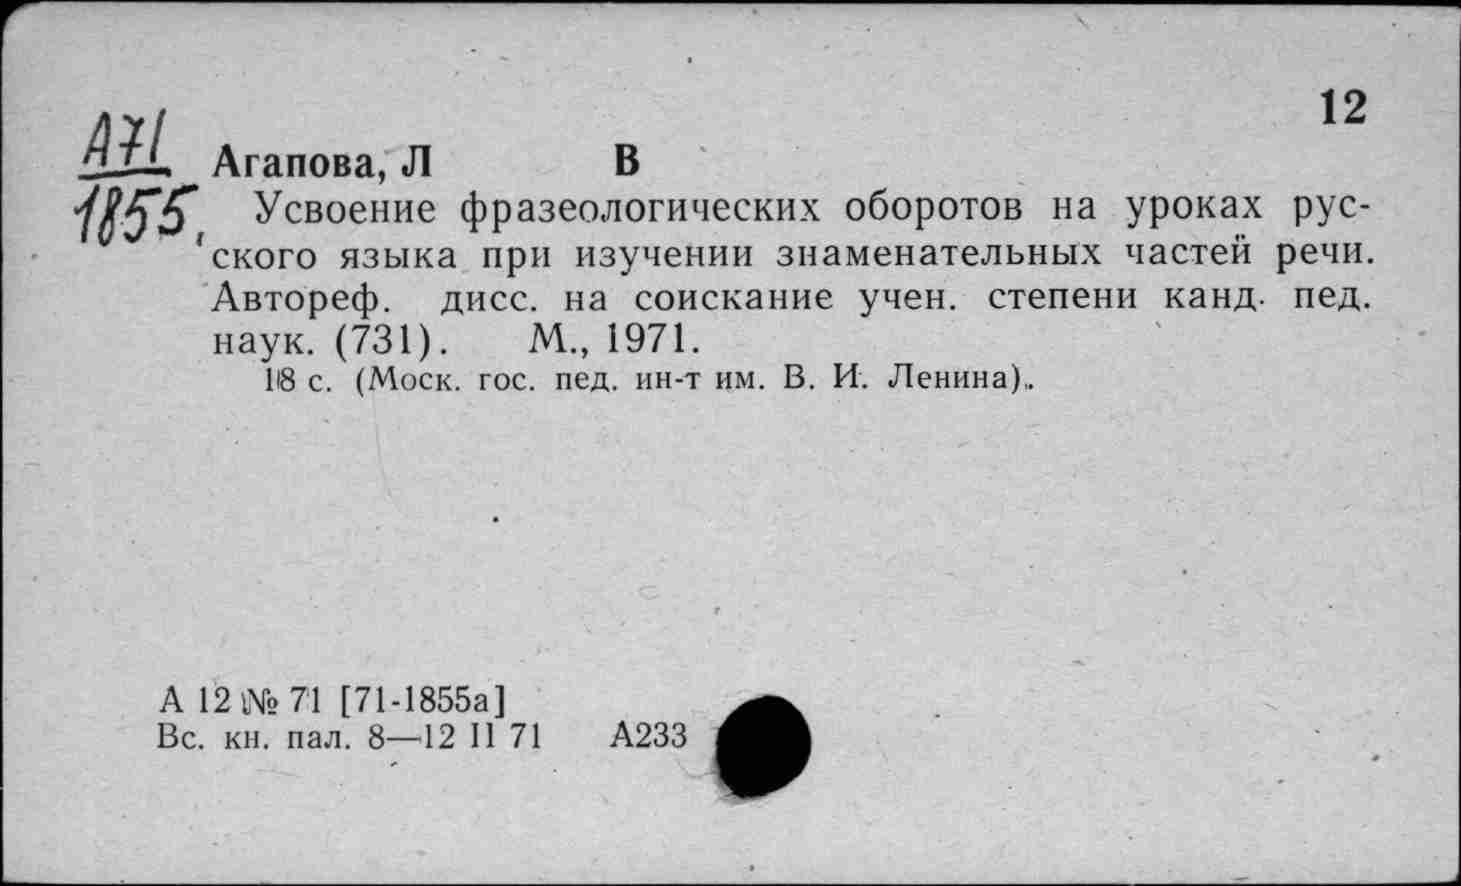 12
А71
1855
Агапова, Л В
Усвоение фразеологических оборотов на уроках рус-
ского языка при изучении знаменательных частей речи.
Автореф. дисс. на соискание учен. степени канд. пед.
наук. (731). М., 1971.
18 с. (Моск. гос. пед. ин-т им. В. И. Ленина).
А 12 № 71 [71-1855а]
Вс. кн. пал. 8—12 II 71 А233